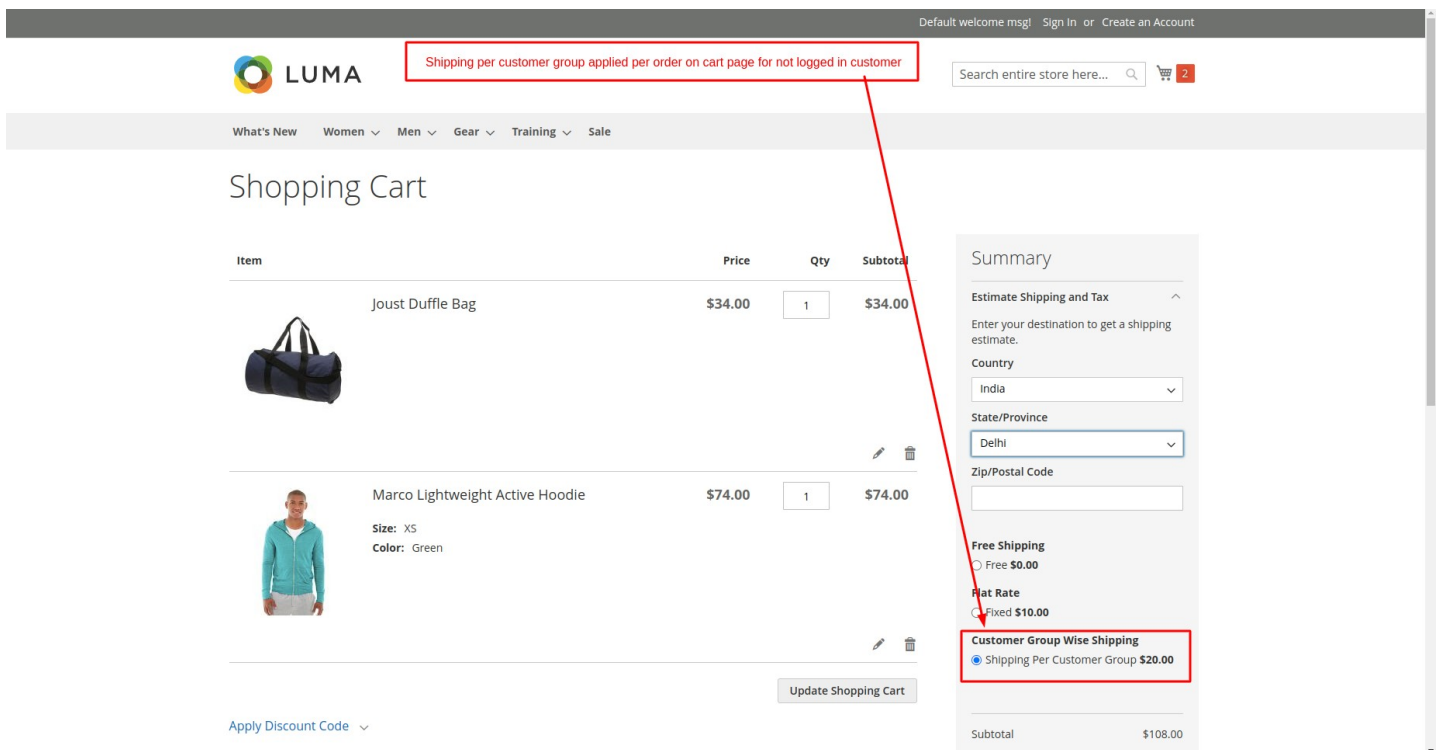 Default welcome msg! Sign In or Create an Account
LUMA
Shipping per customer group applied per order on cart page for not logged in customer
Search entire store here...
2
What's New Women Men Gear Training Sale
Shopping Cart
Item Price Qty Subtotal
Joust Duffle Bag $34.00 1 $34.00
Marco Lightweight Active Hoodie $74.00 1 $74.00
Size: XS
Color: Green
Update Shopping Cart
Apply Discount Code
Summary
Estimate Shipping and Tax
Enter your destination to get a shipping
estimate.
Country
India
State/Province
Delhi
Zip/Postal Code
Free Shipping
Free $0.00
Flat Rate
Fixed $10.00
Customer Group Wise Shipping
Shipping Per Customer Group $20.00
Subtotal $108.00